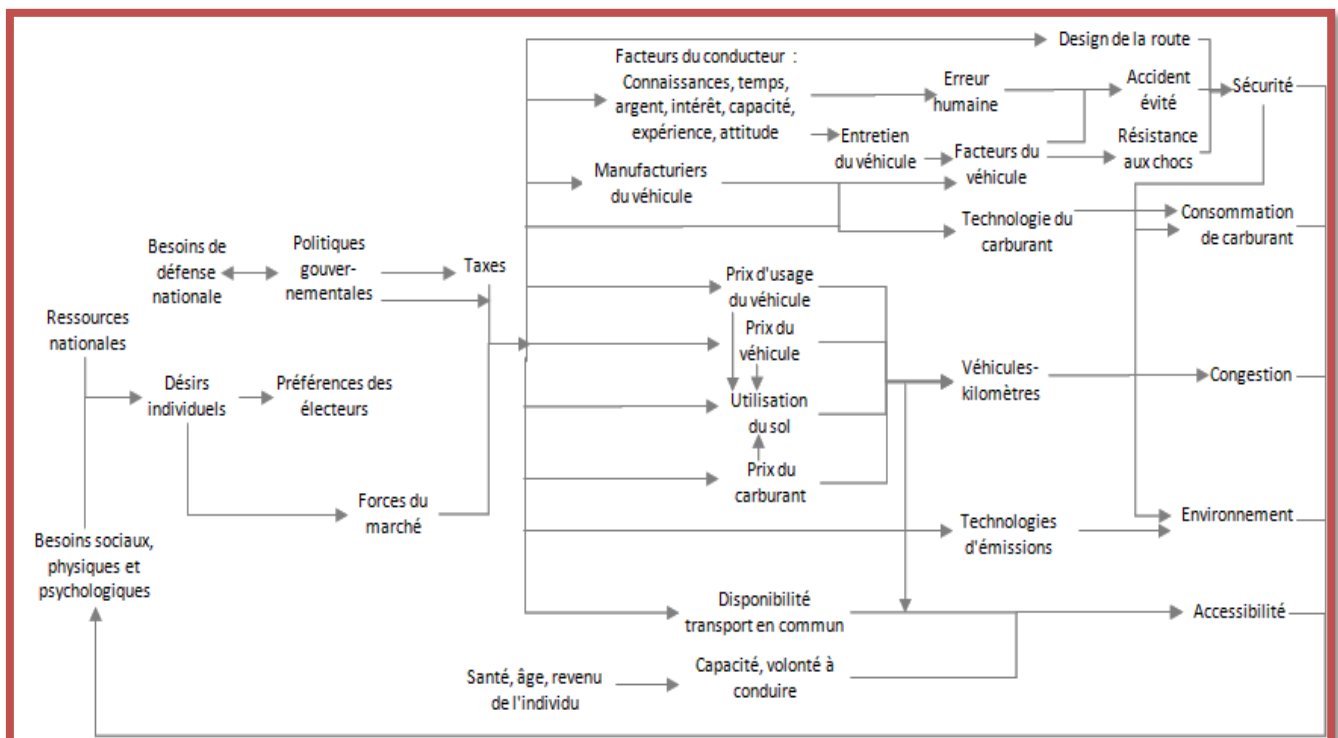 Design de la route
Facteurs du conducteur :
Connaissances, temps,
argent, intérêt, capacité,
expérience, attitude
Erreur
humaine
Accident
évité
Sécurité
Entretien
du véhicule
Facteurs du
véhicule
Résistance
aux chocs
Manufacturiers
du véhicule
Technologie du
carburant
Consommation
de carburant
Besoins de
défense
nationale
Politiques
gouver-
nementales
Taxes
Prix d'usage
du véhicule
Ressources
nationales
Prix du
véhicule
Désirs
individuels
Préférences des
électeurs
Utilisation
du sol
Véhicules-
kilomètres
Congestion
Prix du
carburant
Forces du
marché
Technologies
d'émissions
Environnement
Besoins sociaux,
physiques et
psychologiques
Disponibilité
transport en commun
Accessibilité
Santé, âge, revenu
de l'individu
Capacité, volonté à
conduire